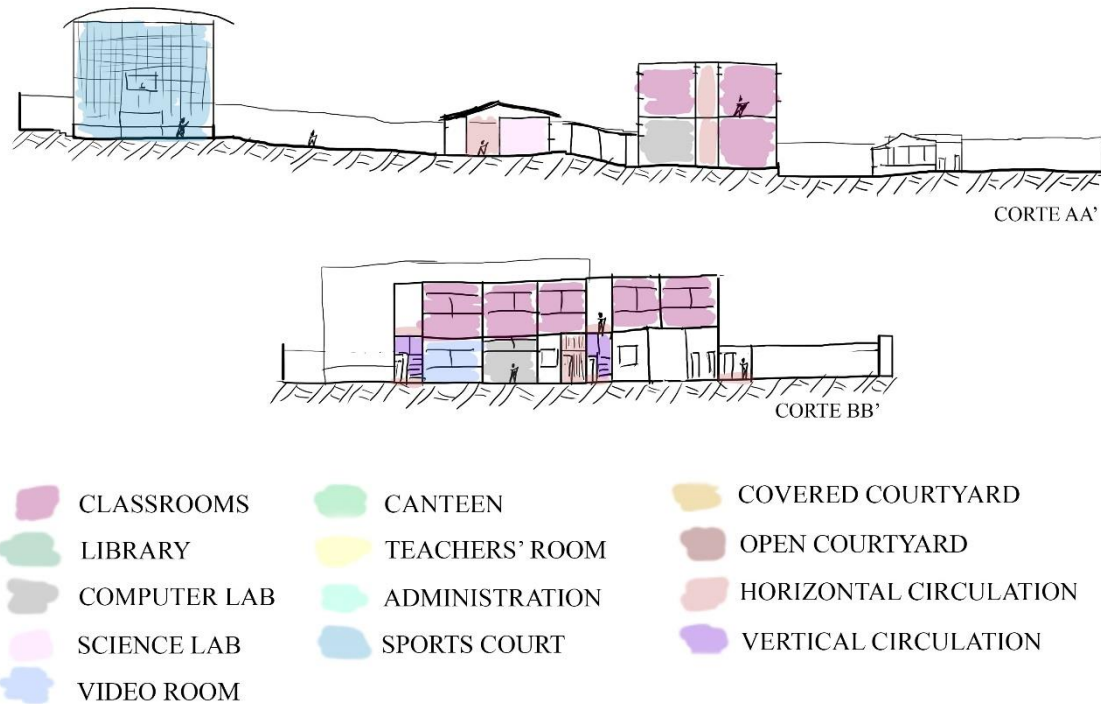 CORTE AA'
CORTE BB'
CLASSROOMS
LIBRARY
COMPUTER LAB
SCIENCE LAB
VIDEO ROOM
CANTEEN
TEACHERS' ROOM
ADMINISTRATION
SPORTS COURT
COVERED COURTYARD
OPEN COURTYARD
HORIZONTAL CIRCULATION
VERTICAL CIRCULATION